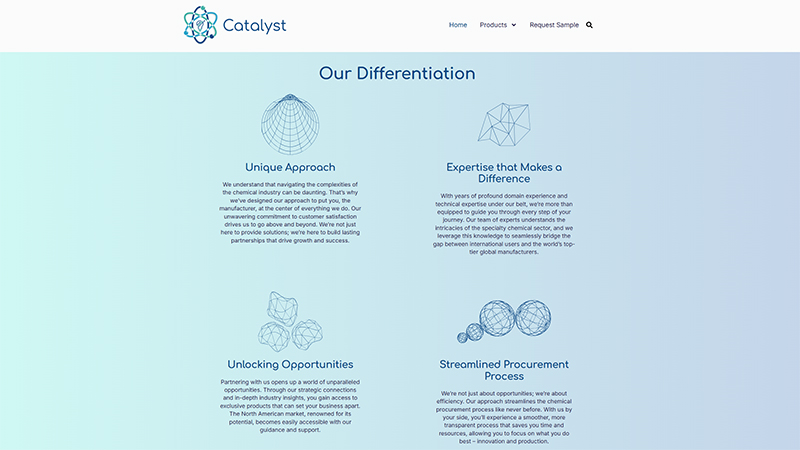 Catalyst
Home
Products
Request Sample
Our Differentiation
Unique Approach
We understand that navigating the complexities of
the chemical industry can be daunting. That's why
we've designed our approach to put you, the
manufacturer, at the center of everything we do. Our
unwavering commitment to customer satisfaction
drives us to go above and beyond. We're not just
here to provide solutions; we're here to build lasting
partnerships that drive growth and success.
Expertise that Makes a
Difference
With years of profound domain experience and
technical expertise under our belt, we're more than
equipped to guide you through every step of your
journey. Our team of experts understands the
intricacies of the specialty chemical sector, and we
leverage this knowledge to seamlessly bridge the
gap between international users and the world's top-
tier global manufacturers.
Unlocking Opportunities
Partnering with us opens up a world of unparalleled
opportunities. Through our strategic connections
and in-depth industry insights, you gain access to
exclusive products that can set your business apart.
The North American market, renowned for its
potential, becomes easily accessible with our
guidance and support.
Streamlined Procurement
Process
We're not just about opportunities; we're about
efficiency. Our approach streamlines the chemical
procurement process like never before. With us by
your side, you'll experience a smoother, more
transparent process that saves you time and
resources, allowing you to focus on what you do
best – innovation and production.